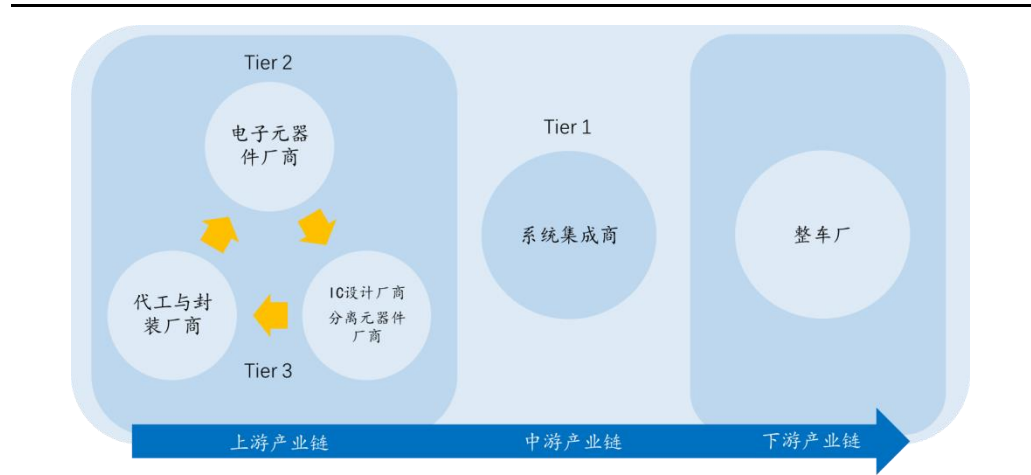 Tier 2
电子元器
件厂商
代工与封
装厂商
IC设计厂商
分离元器件
厂商
Tier 3
Tier 1
系统集成商
整车厂
上游产业链
中游产业链
下游产业链